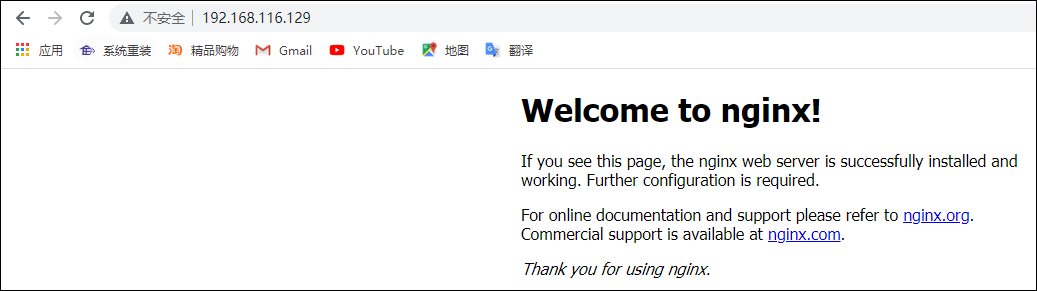 不安全 192.168.116.129
应用 系统重装 淘 精品购物 Gmail YouTube 地图 翻译
Welcome to nginx!
If you see this page, the nginx web server is successfully installed and
working. Further configuration is required.
For online documentation and support please refer to nginx.org.
Commercial support is available at nginx.com.
Thank you for using nginx.